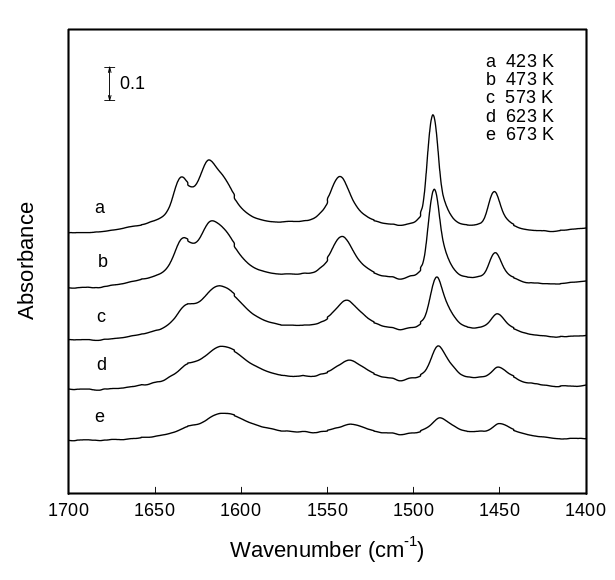 a 423 K
b 473 K
c 573 K
d 623 K
e 673 K
0.1
a
b
c
d
e
Absorbance
1700 1650 1600 1550 1500 1450 1400
Wavenumber (cm-1)